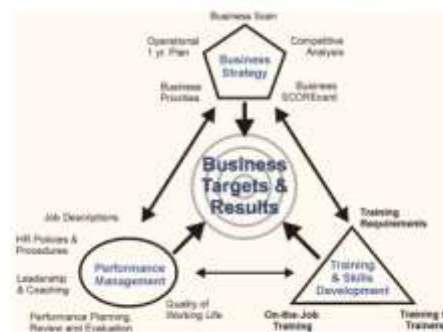 Business Scan
Operational
1 yr. Plan
Competitive
Analysis
Business
Strategy
Business
Priorities
Business
SCOREcard
Business
Targets &
Results
Job Descriptions
Training
Requirements
HR Policies &
Procedures
Performance
Management
Training
& Skills
Development
Leadership
& Coaching
Quality of
Working Life
Performance Planning,
Review and Evaluation
On-the-Job
Training
Training
Trainers